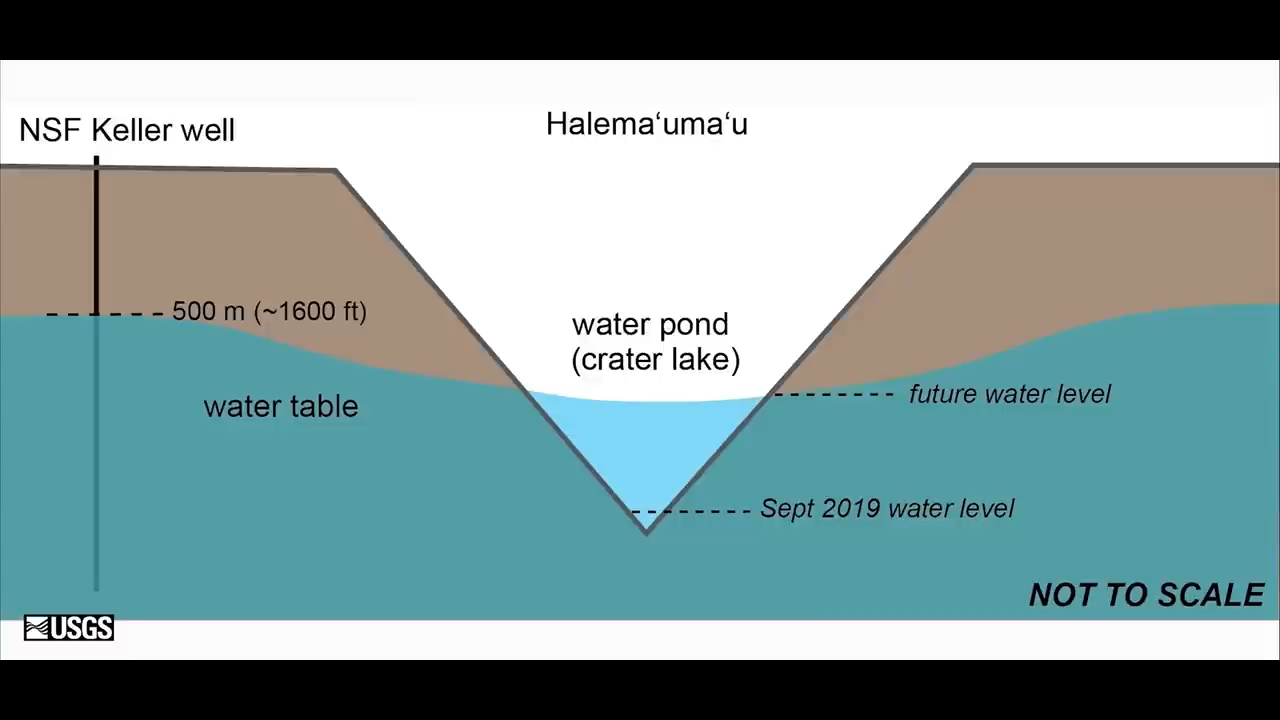 NSF Keller well
Halemaʻumaʻu
500 m (~1600 ft)
water pond
(crater lake)
future water level
water table
Sept 2019 water level
NOT TO SCALE
USGS